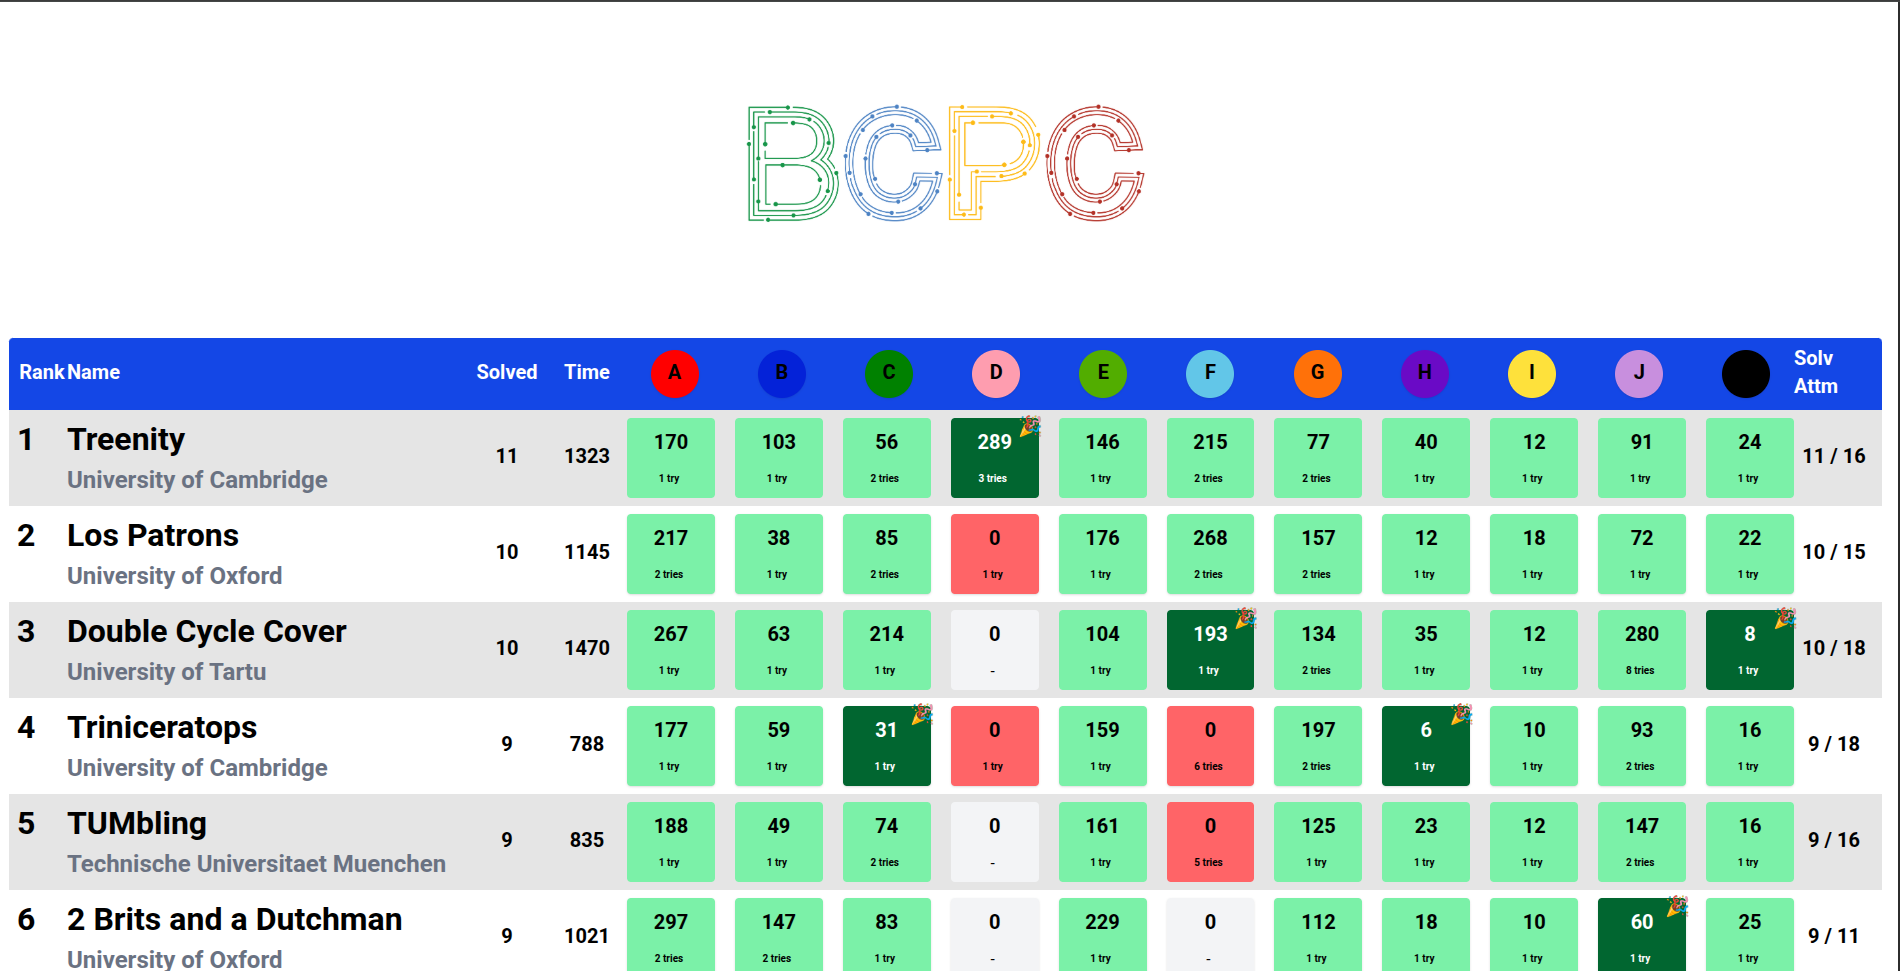 BCPC
Rank Name Solved Time A B C D E F G H I J Solv Attm
1 Treenity 11 1323 170 103 56 289 146 215 77 40 12 91 24 11 / 16
University of Cambridge 1 try 1 try 2 tries 3 tries 1 try 2 tries 2 tries 1 try 1 try 1 try 1 try
2 Los Patrons 10 1145 217 38 85 0 176 268 157 12 18 72 22 10 / 15
University of Oxford 2 tries 1 try 2 tries 1 try 1 try 2 tries 2 tries 1 try 1 try 1 try 1 try
3 Double Cycle Cover 10 1470 267 63 214 0 104 193 134 35 12 280 8 10 / 18
University of Tartu 1 try 1 try 1 try - 1 try 1 try 2 tries 1 try 1 try 8 tries 1 try
4 Triniceratops 9 788 177 59 31 0 159 0 197 6 10 93 16 9 / 18
University of Cambridge 1 try 1 try 1 try 1 try 1 try 6 tries 2 tries 1 try 1 try 2 tries 1 try
5 TUMbling 9 835 188 49 74 0 161 0 125 23 12 147 16 9 / 16
Technische Universitaet Muenchen 1 try 1 try 2 tries - 1 try 5 tries 1 try 1 try 1 try 2 tries 1 try
6 2 Brits and a Dutchman 9 1021 297 147 83 0 229 0 112 18 10 60 25 9 / 11
University of Oxford 2 tries 2 tries 1 try - 1 try - 1 try 1 try 1 try 1 try 1 try